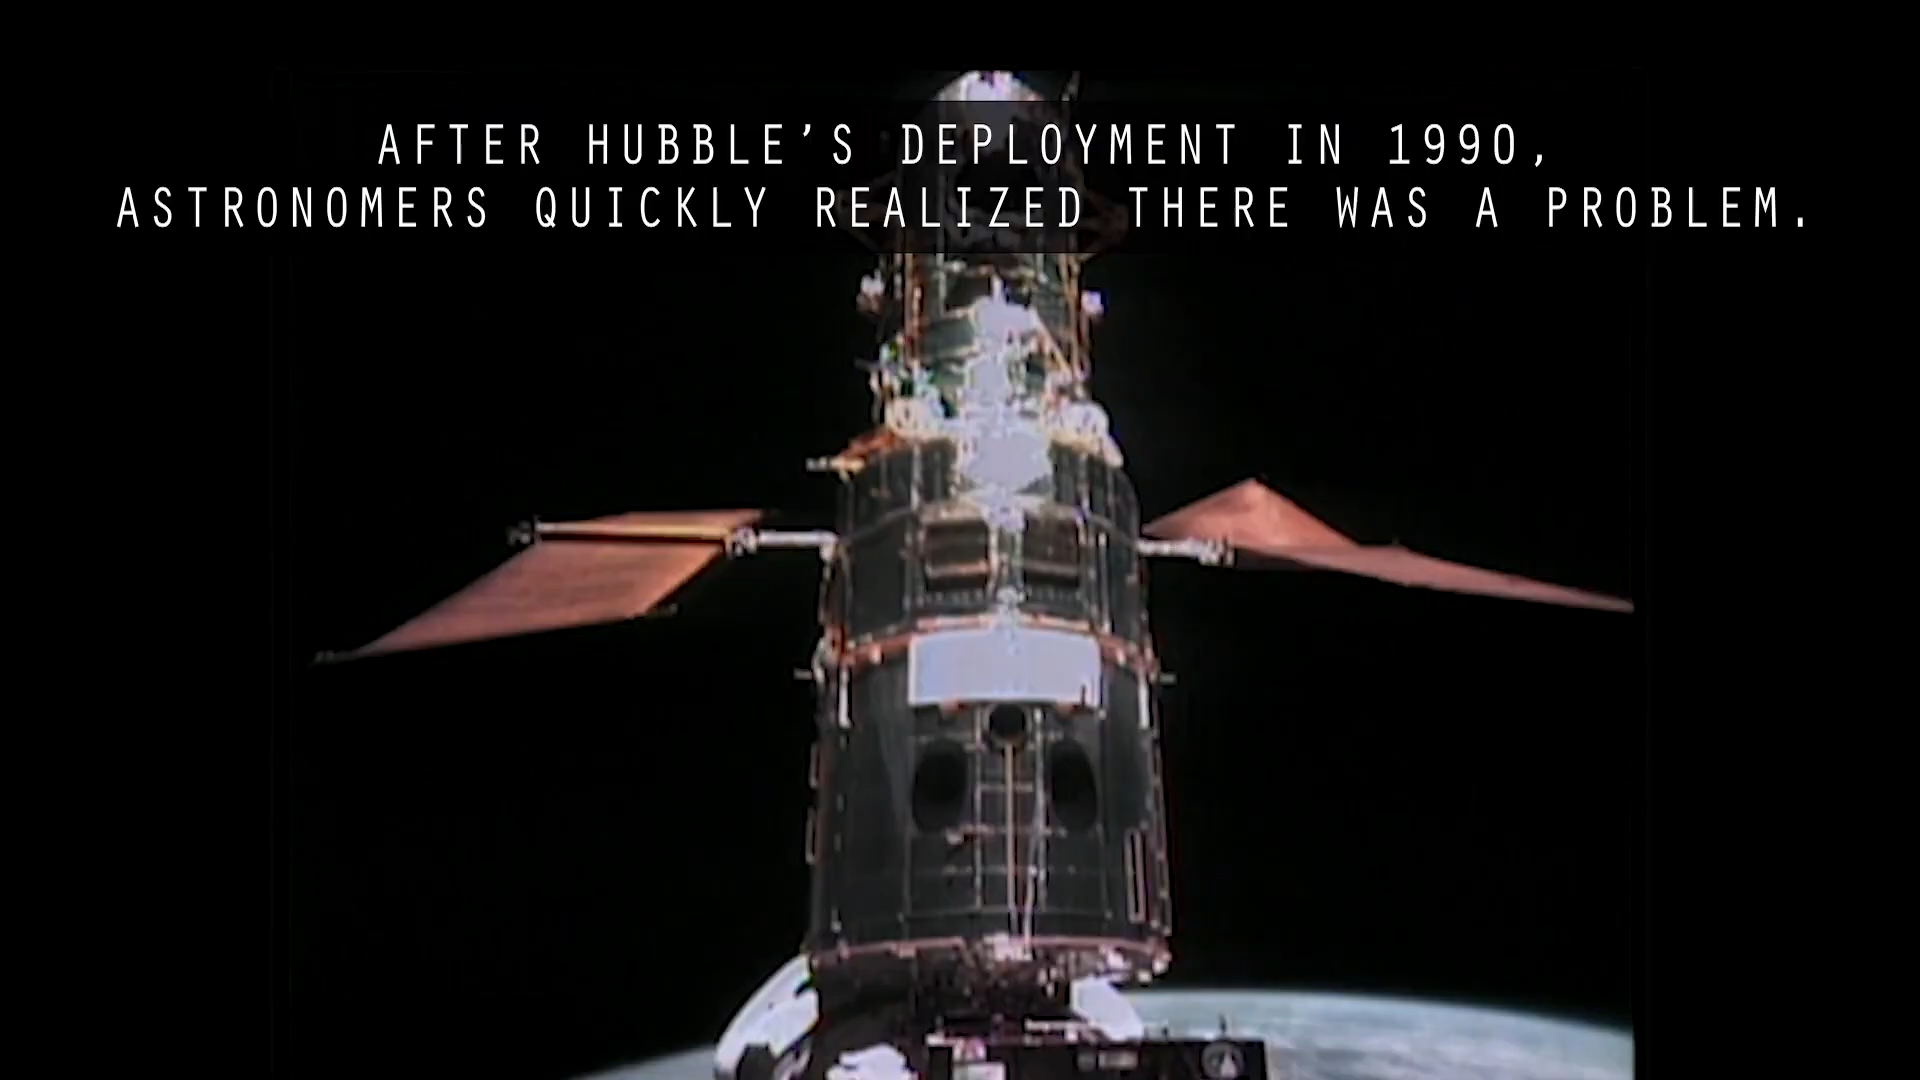 AFTER HUBBLE’S DEPLOYMENT IN 1990,
ASTRONOMERS QUICKLY REALIZED THERE WAS A PROBLEM.